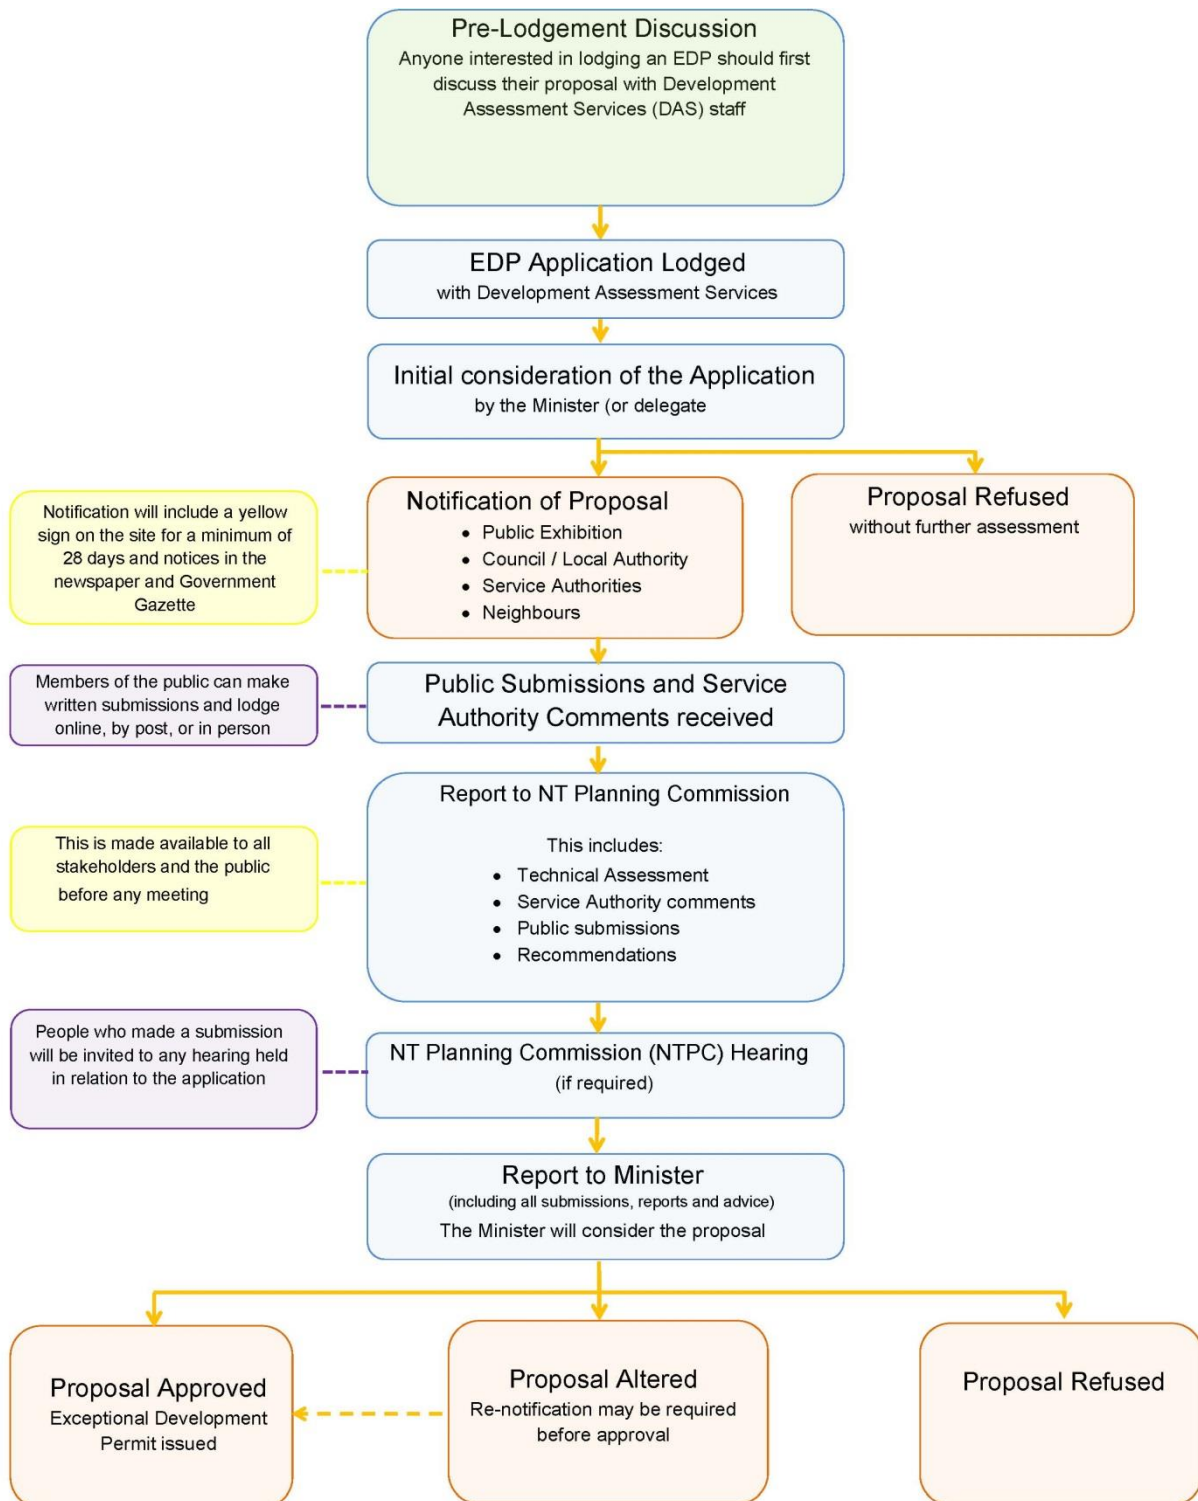 Pre-Lodgement Discussion
Anyone interested in lodging an EDP should first
discuss their proposal with Development
Assessment Services (DAS) staff
EDP Application Lodged
with Development Assessment Services
Initial consideration of the Application
by the Minister (or delegate
Notification of Proposal
• Public Exhibition
• Council / Local Authority
• Service Authorities
• Neighbours
Proposal Refused
without further assessment
Notification will include a yellow
sign on the site for a minimum of
28 days and notices in the
newspaper and Government
Gazette
Members of the public can make
written submissions and lodge
online, by post, or in person
Public Submissions and Service
Authority Comments received
Report to NT Planning Commission
This includes:
• Technical Assessment
• Service Authority comments
• Public submissions
• Recommendations
This is made available to all
stakeholders and the public
before any meeting
People who made a submission
will be invited to any hearing held
in relation to the application
NT Planning Commission (NTPC) Hearing
(if required)
Report to Minister
(including all submissions, reports and advice)
The Minister will consider the proposal
Proposal Approved
Exceptional Development
Permit issued
Proposal Altered
Re-notification may be required
before approval
Proposal Refused